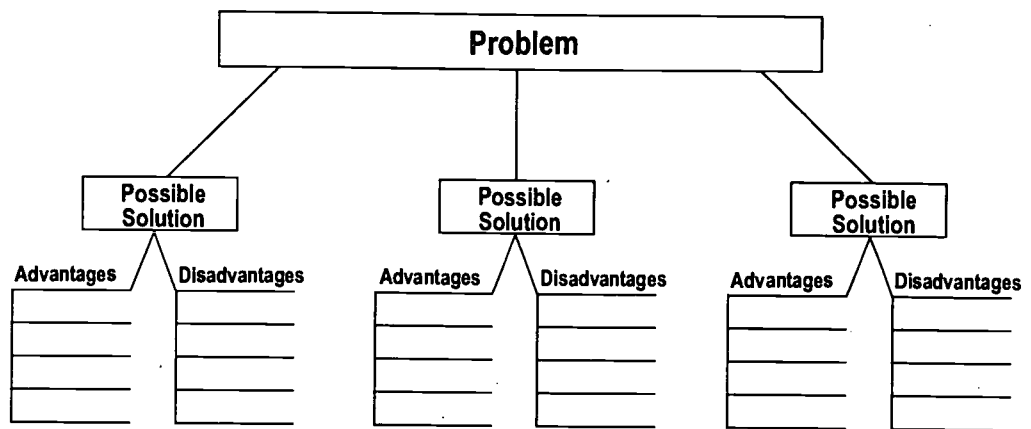 Problem
Possible
Solution
Possible
Solution
Possible
Solution
Advantages
Disadvantages
Advantages
Disadvantages
Advantages
Disadvantages